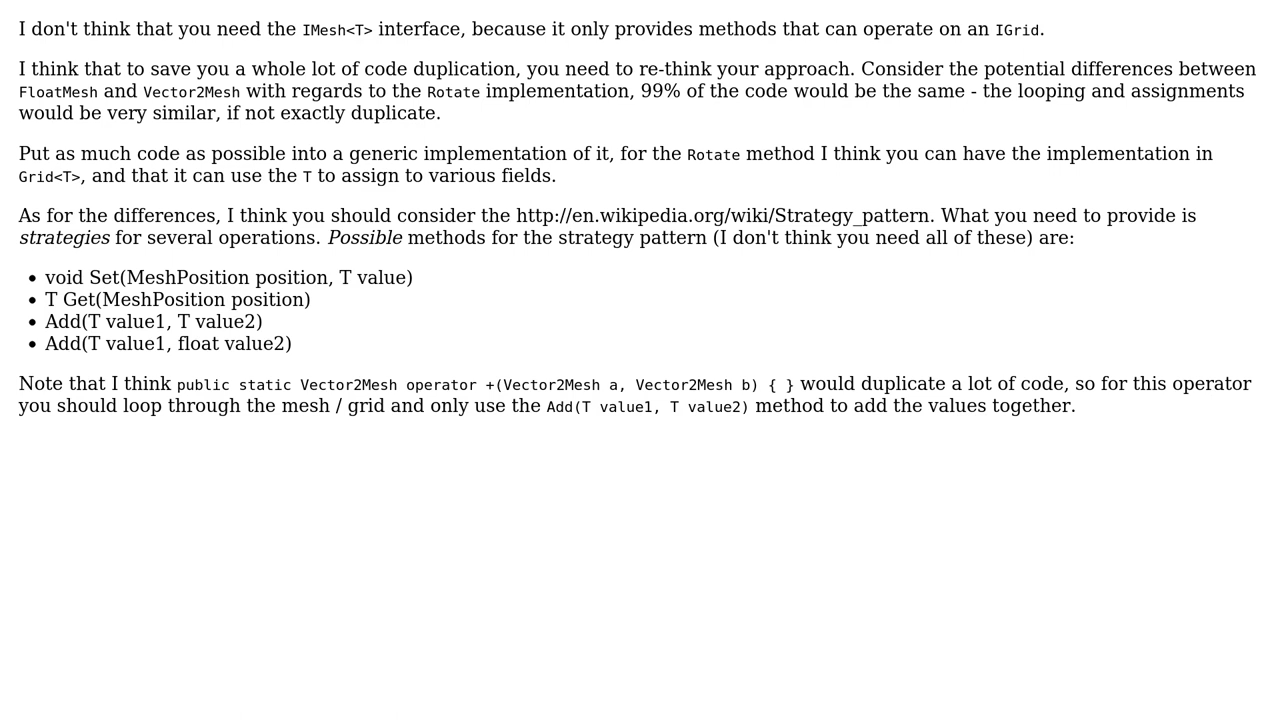 I don't think that you need the IMesh<T> interface, because it only provides methods that can operate on an IGrid.
I think that to save you a whole lot of code duplication, you need to re-think your approach. Consider the potential differences between
FloatMesh and Vector2Mesh with regards to the Rotate implementation, 99% of the code would be the same - the looping and assignments
would be very similar, if not exactly duplicate.
Put as much code as possible into a generic implementation of it, for the Rotate method I think you can have the implementation in
Grid<T>, and that it can use the T to assign to various fields.
As for the differences, I think you should consider the http://en.wikipedia.org/wiki/Strategy_pattern. What you need to provide is
strategies for several operations. Possible methods for the strategy pattern (I don't think you need all of these) are:
• void Set(MeshPosition position, T value)
• T Get(MeshPosition position)
• Add(T value1, T value2)
• Add(T value1, float value2)
Note that I think public static Vector2Mesh operator +(Vector2Mesh a, Vector2Mesh b) { } would duplicate a lot of code, so for this operator
you should loop through the mesh / grid and only use the Add(T value1, T value2) method to add the values together.